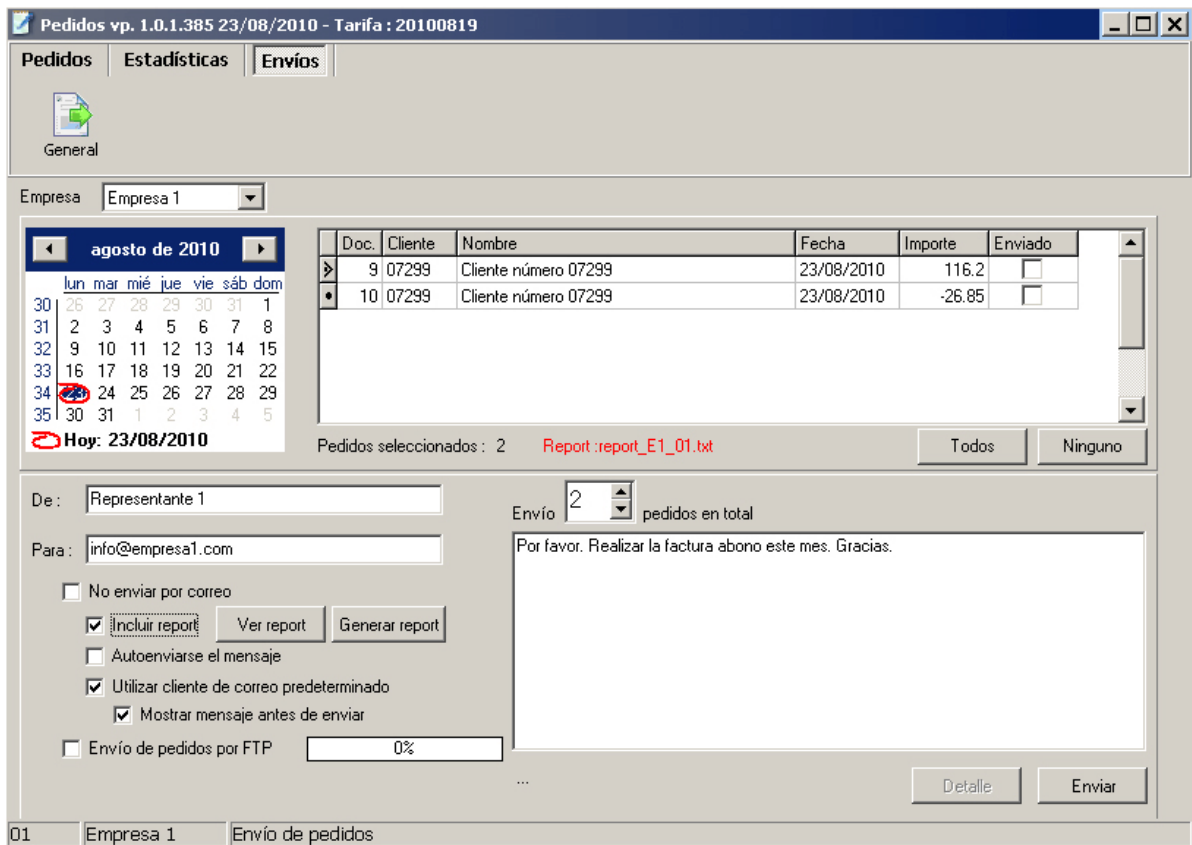 Pedidos vp. 1.0.1.385 23/08/2010 - Tarifa : 20100819
Pedidos Estadísticas Envíos
General
Empresa Empresa 1
agosto de 2010
lun mar mié jue vie sáb dom
30 26 27 28 29 30 31 1
31 2 3 4 5 6 7 8
32 9 10 11 12 13 14 15
33 16 17 18 19 20 21 22
34 23 24 25 26 27 28 29
35 30 31 1 2 3 4 5
Hoy: 23/08/2010
Doc. Cliente Nombre Fecha Importe Enviado
9 07299 Cliente número 07299 23/08/2010 116.2
10 07299 Cliente número 07299 23/08/2010 -26.85
Pedidos seleccionados : 2 Report :report_E1_01.txt Todos Ninguno
De : Representante 1
Para : info@empresa1.com
No enviar por correo
Incluir report Ver report Generar report
Autoenviarse el mensaje
Utilizar cliente de correo predeterminado
Mostrar mensaje antes de enviar
Envío de pedidos por FTP 0%
Envío 2 pedidos en total
Por favor. Realizar la factura abono este mes. Gracias.
...
Detalle Enviar
01 Empresa 1 Envío de pedidos